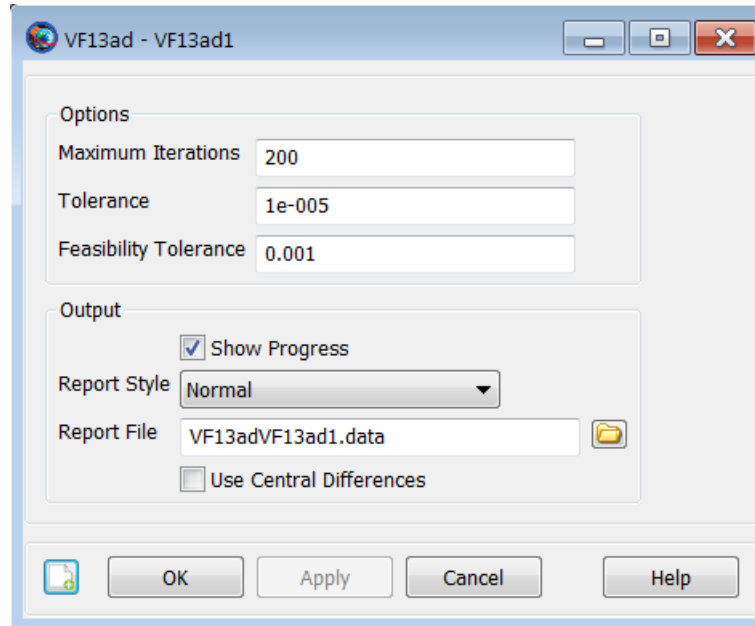 VF13ad - VF13ad1
Options
Maximum Iterations 200
Tolerance 1e-005
Feasibility Tolerance 0.001
Output
Show Progress
Report Style Normal
Report File VF13adVF13ad1.data
Use Central Differences
OK Apply Cancel Help